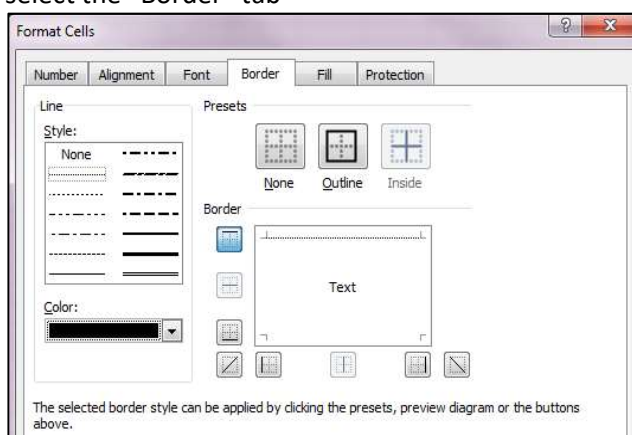 select the "Border" tab
Format Cells
Number Alignment Font Border Fill Protection
Line
Style:
None
Color:
Presets
None Outline Inside
Border
Text
The selected border style can be applied by clicking the presets, preview diagram or the buttons
above.